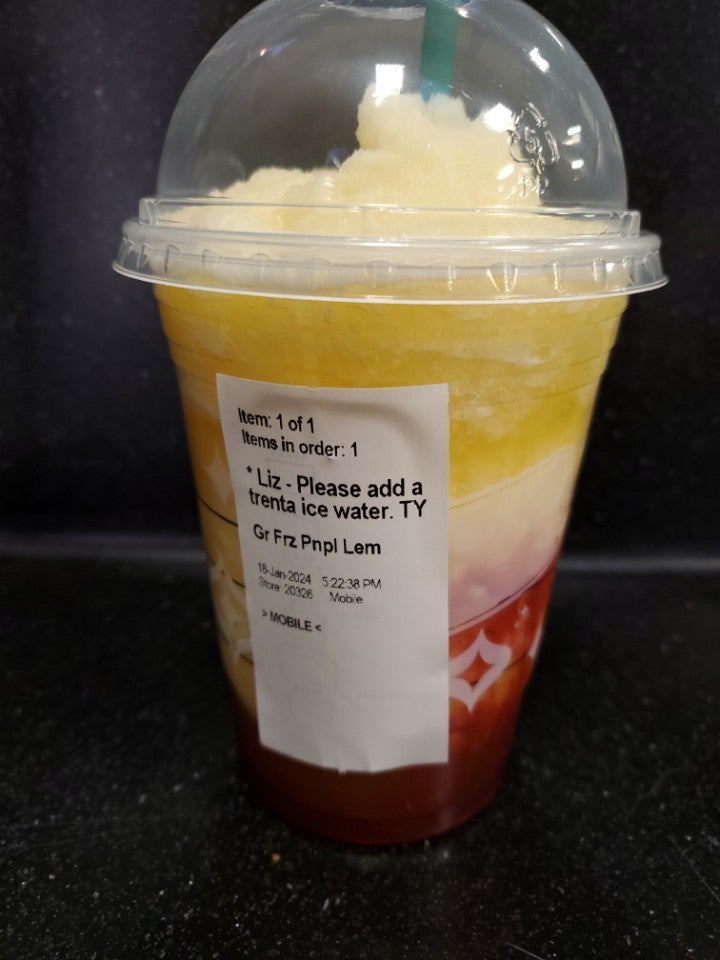 Item: 1 of 1
Items in order: 1
* Liz - Please add a
trenta ice water. TY
Gr Frz Pnpl Lem
18-Jan-2024 5:22:38 PM
Store 20326 Mobile
> MOBILE <